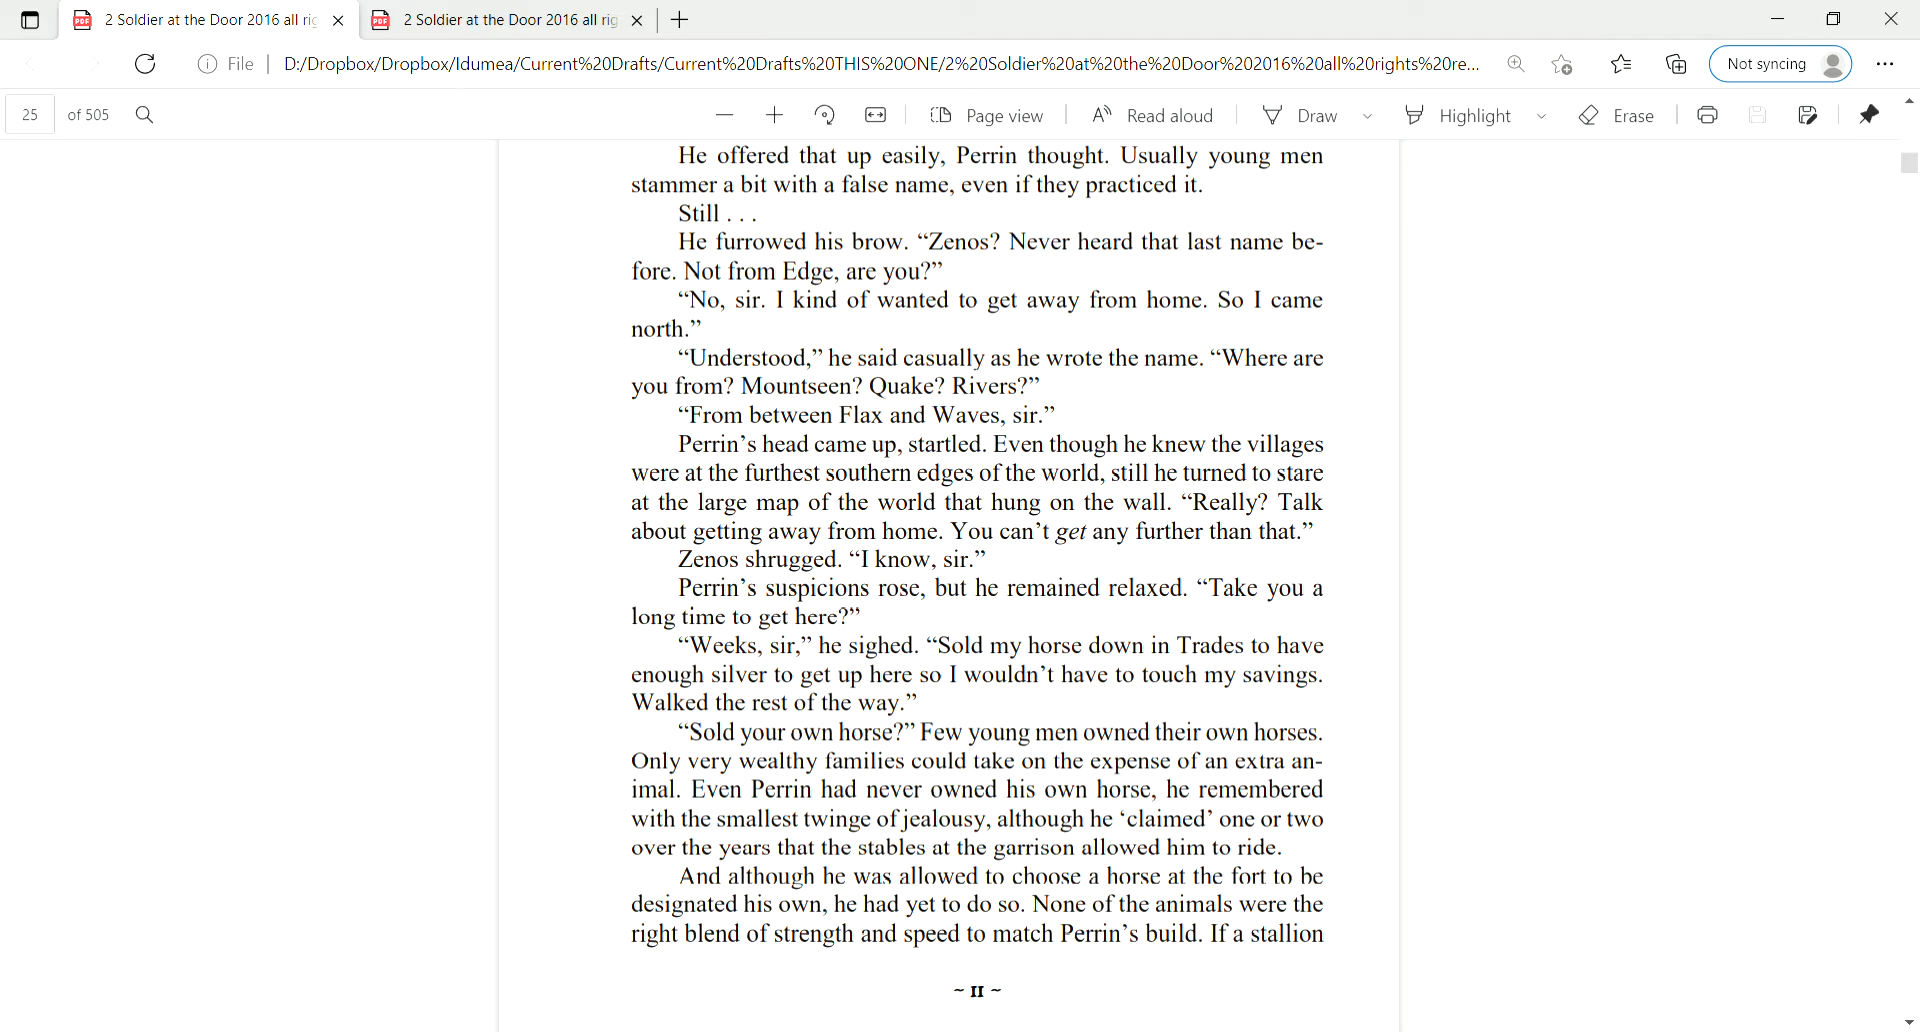 2 Soldier at the Door 2016 all rig
2 Soldier at the Door 2016 all rig
File
D:/Dropbox/Dropbox/Idumea/Current%20Drafts/Current%20Drafts%20THIS%20ONE/2%20Soldier%20at%20the%20Door%202016%20all%20rights%20re...
Not syncing
25 of 505
Page view
Read aloud
Draw
Highlight
Erase
He offered that up easily, Perrin thought. Usually young men
stammer a bit with a false name, even if they practiced it.
Still . . .
He furrowed his brow. “Zenos? Never heard that last name be-
fore. Not from Edge, are you?”
“No, sir. I kind of wanted to get away from home. So I came
north.”
“Understood,” he said casually as he wrote the name. “Where are
you from? Mountseen? Quake? Rivers?”
“From between Flax and Waves, sir.”
Perrin’s head came up, startled. Even though he knew the villages
were at the furthest southern edges of the world, still he turned to stare
at the large map of the world that hung on the wall. “Really? Talk
about getting away from home. You can’t get any further than that.”
Zenos shrugged. “I know, sir.”
Perrin’s suspicions rose, but he remained relaxed. “Take you a
long time to get here?”
“Weeks, sir,” he sighed. “Sold my horse down in Trades to have
enough silver to get up here so I wouldn’t have to touch my savings.
Walked the rest of the way.”
“Sold your own horse?” Few young men owned their own horses.
Only very wealthy families could take on the expense of an extra an-
imal. Even Perrin had never owned his own horse, he remembered
with the smallest twinge of jealousy, although he ‘claimed’ one or two
over the years that the stables at the garrison allowed him to ride.
And although he was allowed to choose a horse at the fort to be
designated his own, he had yet to do so. None of the animals were the
right blend of strength and speed to match Perrin’s build. If a stallion
~ II ~